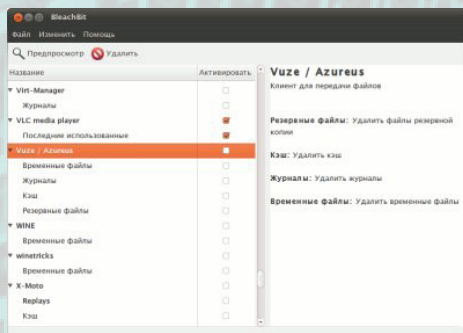 BleachBit
Файл Изменить Помощь
Предпросмотр Удалить
Название Активировать
Virt-Manager
Журналы
VLC media player
Последние использованные
Vuze / Azureus
Временные файлы
Журналы
Кэш
Резервные файлы
WINE
Временные файлы
winetricks
Временные файлы
X-Moto
Replays
Кэш
Vuze / Azureus
Клиент для передачи файлов
Резервные файлы: Удалить файлы резервной
копии
Кэш: Удалить кэш
Журналы: Удалить журналы
Временные файлы: Удалить временные файлы